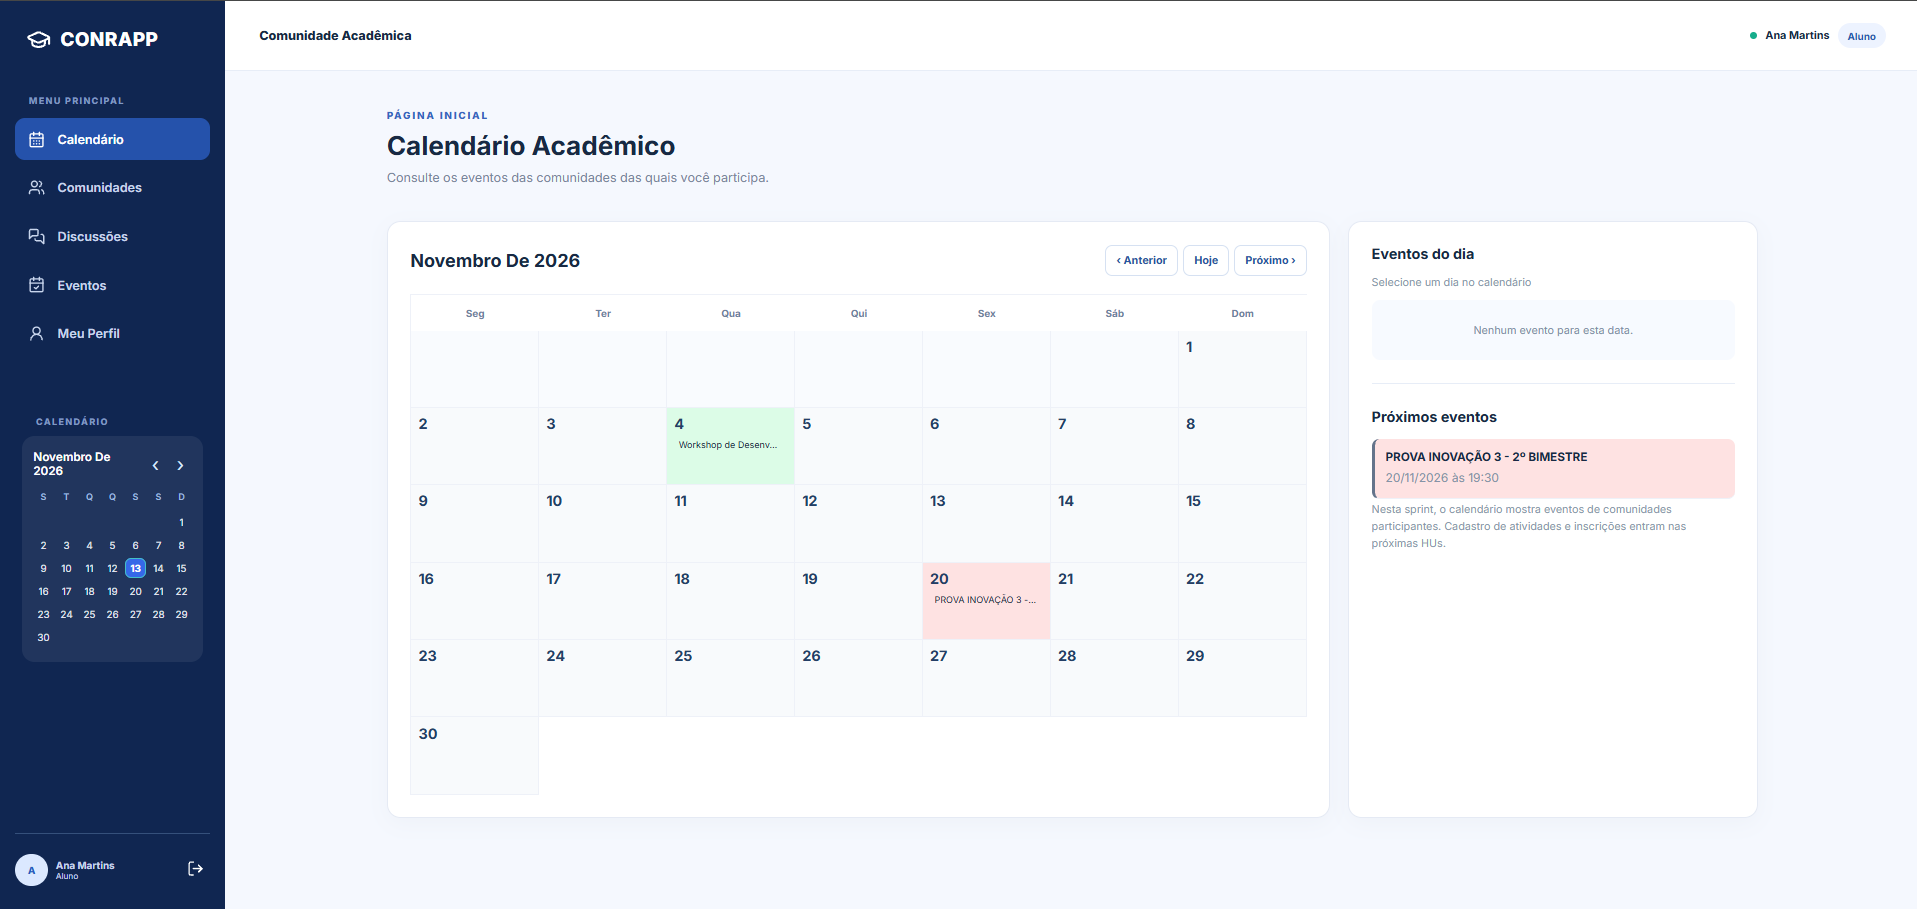 CONRAPP
MENU PRINCIPAL
Calendário
Comunidades
Discussões
Eventos
Meu Perfil
CALENDÁRIO
Novembro De
2026
‹ ›
S T Q Q S S D
1
2 3 4 5 6 7 8
9 10 11 12 13 14 15
16 17 18 19 20 21 22
23 24 25 26 27 28 29
30
A
Ana Martins
Aluno
Comunidade Acadêmica
Ana Martins Aluno
PÁGINA INICIAL
Calendário Acadêmico
Consulte os eventos das comunidades das quais você participa.
Novembro De 2026
‹ Anterior Hoje Próximo ›
Seg Ter Qua Qui Sex Sáb Dom
1
2 3 4 5 6 7 8
Workshop de Desenv...
9 10 11 12 13 14 15
16 17 18 19 20 21 22
PROVA INOVAÇÃO 3 -...
23 24 25 26 27 28 29
30
Eventos do dia
Selecione um dia no calendário
Nenhum evento para esta data.
Próximos eventos
PROVA INOVAÇÃO 3 - 2º BIMESTRE
20/11/2026 às 19:30
Nesta sprint, o calendário mostra eventos de comunidades
participantes. Cadastro de atividades e inscrições entram nas
próximas HUs.